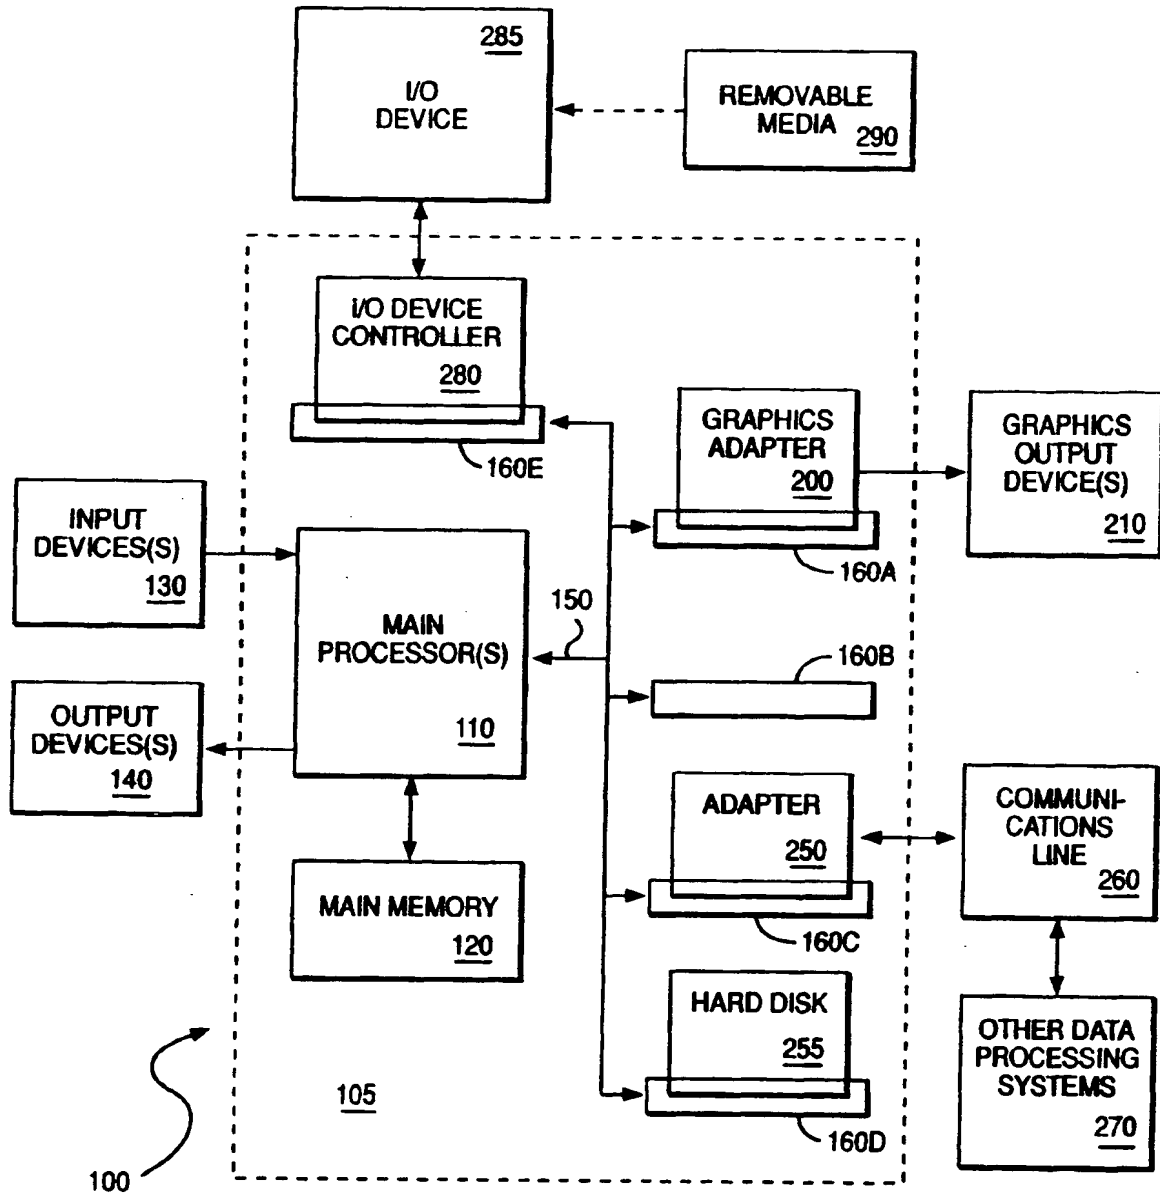 285
I/O
DEVICE
REMOVABLE
MEDIA
290
I/O DEVICE
CONTROLLER
280
160E
GRAPHICS
ADAPTER
200
160A
GRAPHICS
OUTPUT
DEVICE(S)
210
INPUT
DEVICES(S)
130
MAIN
PROCESSOR(S)
110
150
160B
OUTPUT
DEVICES(S)
140
ADAPTER
250
160C
COMMUNI-
CATIONS
LINE
260
MAIN MEMORY
120
HARD DISK
255
160D
OTHER DATA
PROCESSING
SYSTEMS
270
105
100